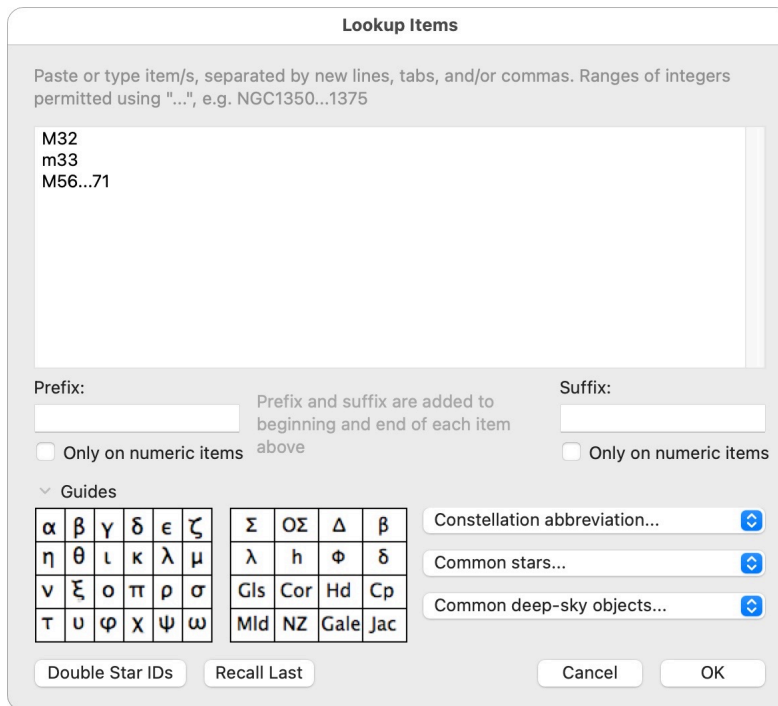 Lookup Items
Paste or type item/s, separated by new lines, tabs, and/or commas. Ranges of integers
permitted using "...", e.g. NGC1350...1375
M32
m33
M56...71
Prefix:
Prefix and suffix are added to
beginning and end of each item
above
Suffix:
Only on numeric items
Only on numeric items
Guides
α β γ δ ϵ ζ
η θ ι κ λ μ
ν ξ ο π ρ σ
τ υ φ χ ψ ω
Σ ΟΣ Δ β
λ h Φ δ
Gls Cor Hd Cp
Mld NZ Gale Jac
Constellation abbreviation...
Common stars...
Common deep-sky objects...
Double Star IDs
Recall Last
Cancel
OK